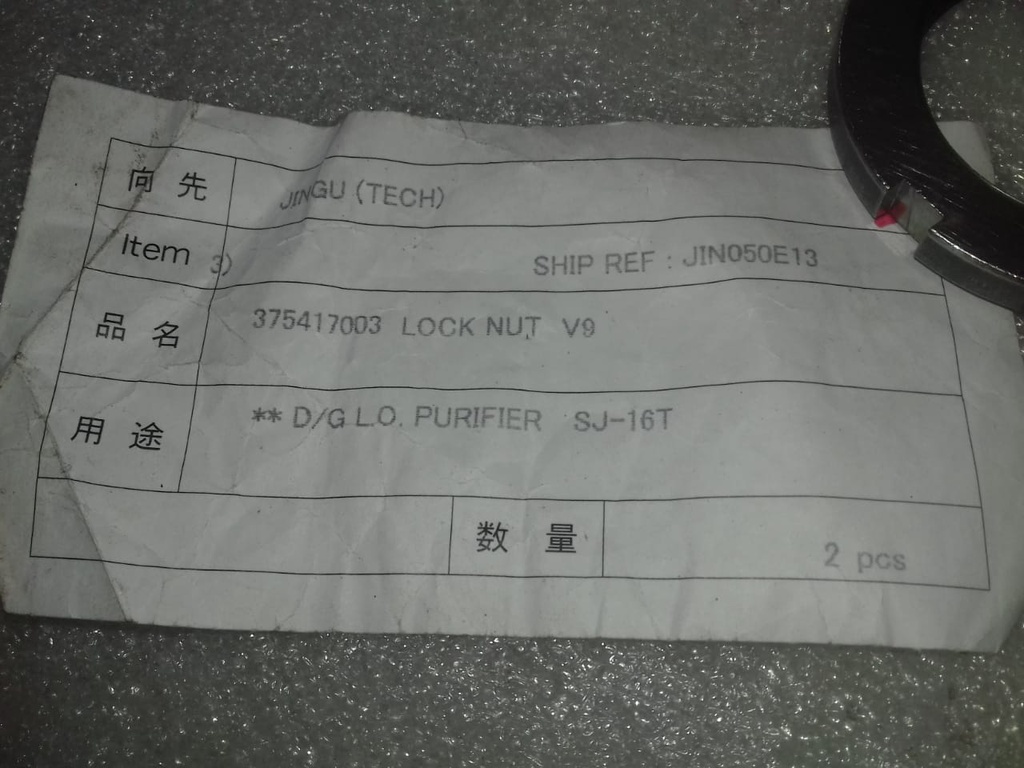 向先 JINGU (TECH)
Item 3) SHIP REF : JIN050E13
品名 375417003 LOCK NUT V9
用途 ** D/G L.O. PURIFIER SJ-16T
数量 2 pcs